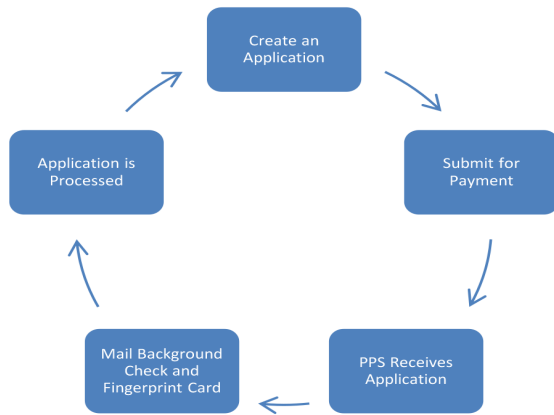 Create an
Application
Submit for
Payment
PPS Receives
Application
Mail Background
Check and
Fingerprint Card
Application is
Processed